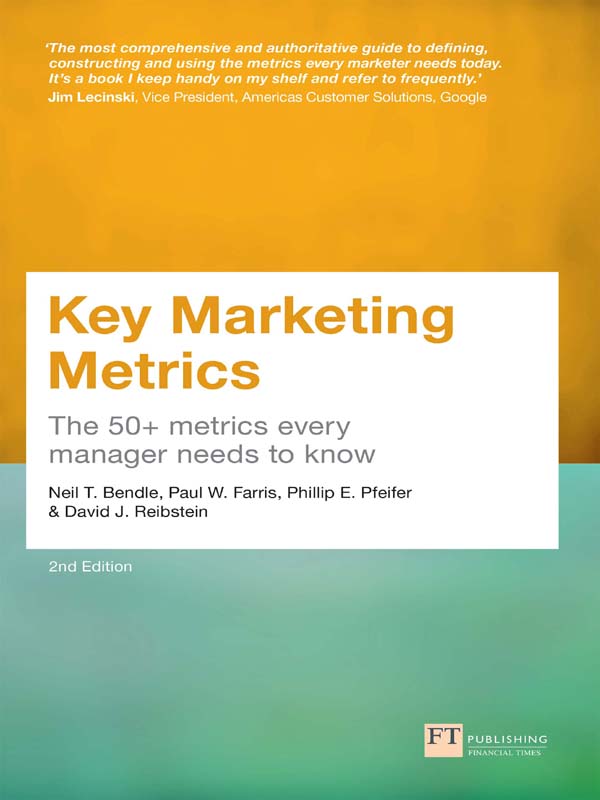 ‘The most comprehensive and authoritative guide to defining,
constructing and using the metrics every marketer needs today.
It’s a book I keep handy on my shelf and refer to frequently.’
Jim Lecinski, Vice President, Americas Customer Solutions, Google
Key Marketing
Metrics
The 50+ metrics every
manager needs to know
Neil T. Bendle, Paul W. Farris, Phillip E. Pfeifer
& David J. Reibstein
2nd Edition
FT PUBLISHING
FINANCIAL TIMES